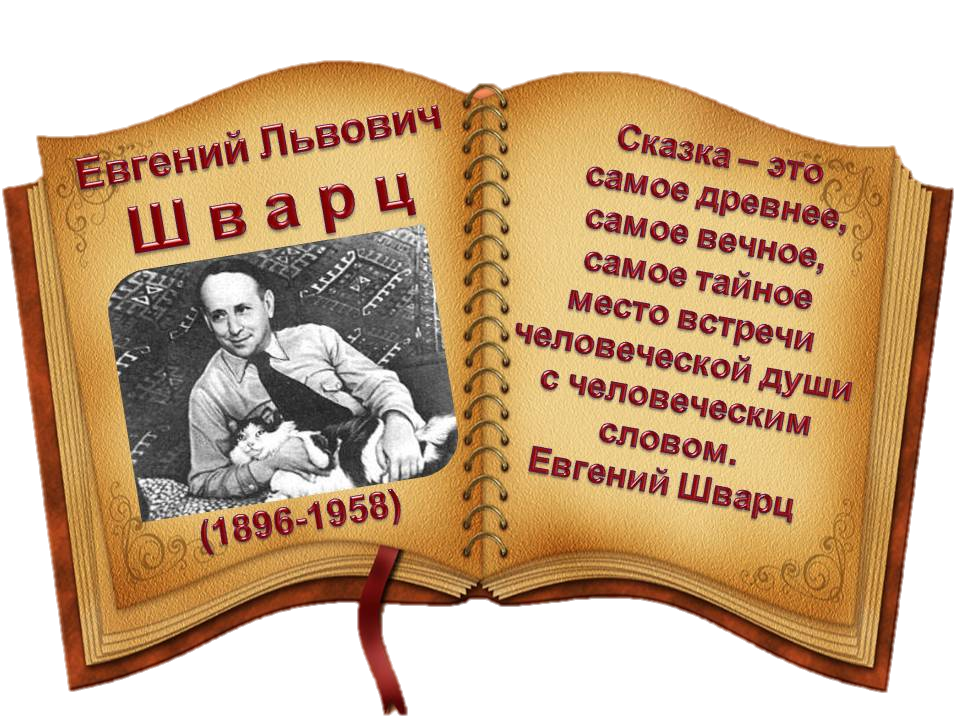 Евгений Львович
Ш в а р ц
(1896-1958)
Сказка – это
самое древнее,
самое вечное,
самое тайное
место встречи
человеческой души
с человеческим
словом.
Евгений Шварц